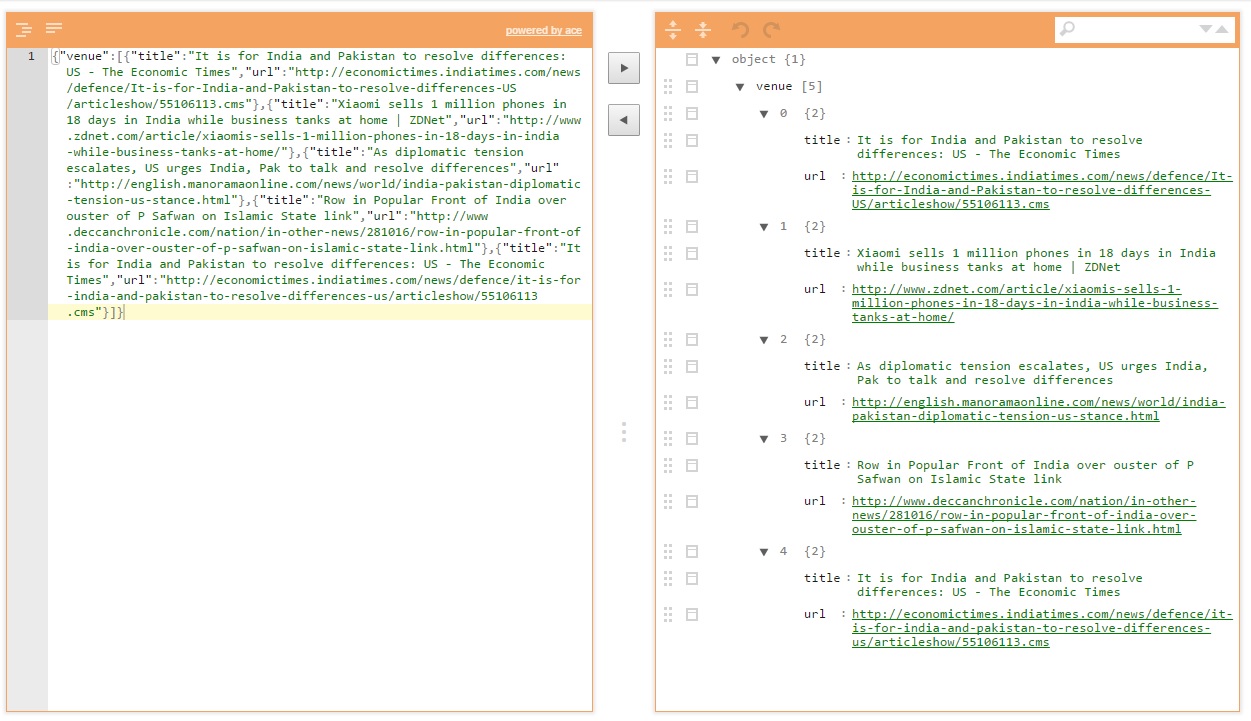 powered by ace
1
{"venue":[{"title":"It is for India and Pakistan to resolve differences:
US - The Economic Times","url":"http://economictimes.indiatimes.com/news
/defence/It-is-for-India-and-Pakistan-to-resolve-differences-US
/articleshow/55106113.cms"},{"title":"Xiaomi sells 1 million phones in
18 days in India while business tanks at home | ZDNet","url":"http://www
.zdnet.com/article/xiaomis-sells-1-million-phones-in-18-days-in-india
-while-business-tanks-at-home/"},{"title":"As diplomatic tension
escalates, US urges India, Pak to talk and resolve differences","url"
:"http://english.manoramaonline.com/news/world/india-pakistan-diplomatic
-tension-us-stance.html"},{"title":"Row in Popular Front of India over
ouster of P Safwan on Islamic State link","url":"http://www
.deccanchronicle.com/nation/in-other-news/281016/row-in-popular-front-of
-india-over-ouster-of-p-safwan-on-islamic-state-link.html"},{"title":"It
is for India and Pakistan to resolve differences: US - The Economic
Times","url":"http://economictimes.indiatimes.com/news/defence/it-is-for
-india-and-pakistan-to-resolve-differences-us/articleshow/55106113
.cms"}]}
object {1}
venue [5]
0 {2}
title : It is for India and Pakistan to resolve
differences: US - The Economic Times
url : http://economictimes.indiatimes.com/news/defence/It-
is-for-India-and-Pakistan-to-resolve-differences-
US/articleshow/55106113.cms
1 {2}
title : Xiaomi sells 1 million phones in 18 days in India
while business tanks at home | ZDNet
url : http://www.zdnet.com/article/xiaomis-sells-1-
million-phones-in-18-days-in-india-while-business-
tanks-at-home/
2 {2}
title : As diplomatic tension escalates, US urges India,
Pak to talk and resolve differences
url : http://english.manoramaonline.com/news/world/india-
pakistan-diplomatic-tension-us-stance.html
3 {2}
title : Row in Popular Front of India over ouster of P
Safwan on Islamic State link
url : http://www.deccanchronicle.com/nation/in-other-
news/281016/row-in-popular-front-of-india-over-
ouster-of-p-safwan-on-islamic-state-link.html
4 {2}
title : It is for India and Pakistan to resolve
differences: US - The Economic Times
url : http://economictimes.indiatimes.com/news/defence/it-
is-for-india-and-pakistan-to-resolve-differences-
us/articleshow/55106113.cms